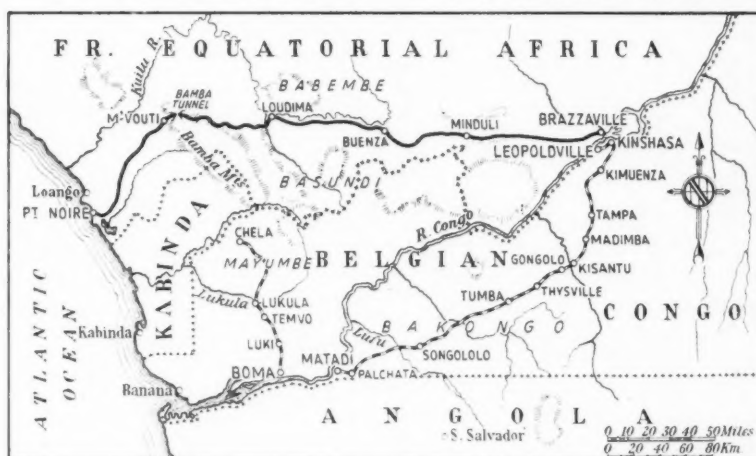 FR. EQUATORIAL AFRICA
Kuilu R.
BABEMBE
BAMBA
TUNNEL
M'VOUTI
LOUDIMA
BUENZA
MINDULI
BRAZZAVILLE
LEOPOLDVILLE
KINSHASA
KIMUENZA
Bamba Mts.
BASUNDI
Loango
PT NOIRE
KABINDA
CHELA
MAYUMBE
R. Congo
BELGIAN
CONGO
TAMPA
MADIMBA
GONGOLO
KISANTU
THYSVILLE
TUMBA
Lukula
LUKULA
TEMVO
LUKI
Lufu
BAKONGO
SONGOLOLO
Kabinda
ATLANTIC
OCEAN
Banana
BOMA
MATADI
PALCHATA
ANGOLA
S. Salvador
0 10 20 30 40 50 Miles
0 20 40 60 80 Km